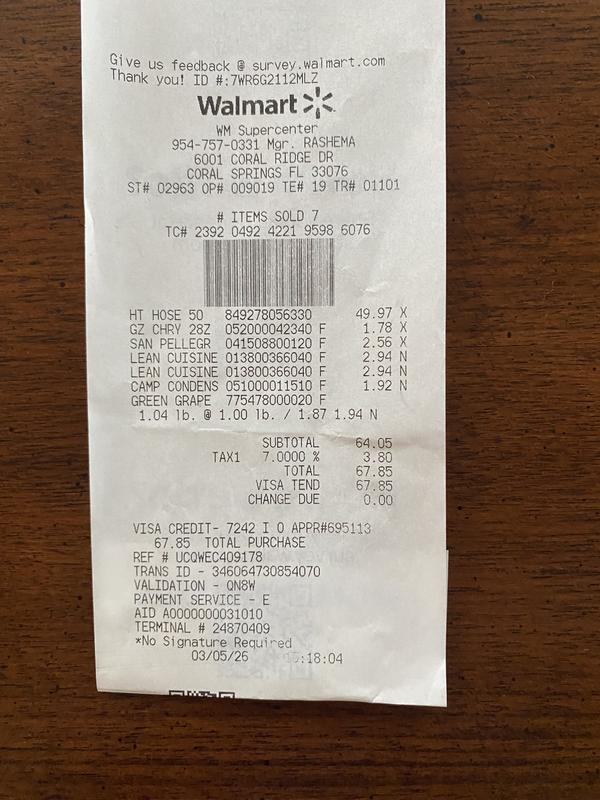 Give us feedback @ survey.walmart.com
Thank you! ID #:7WR6G2112MLZ
Walmart
WM Supercenter
954-757-0331 Mgr. RASHEMA
6001 CORAL RIDGE DR
CORAL SPRINGS FL 33076
ST# 02963 OP# 009019 TE# 19 TR# 01101
# ITEMS SOLD 7
TC# 2392 0492 4221 9598 6076
HT HOSE 50 849278056330 49.97 X
GZ CHRY 28Z 052000042340 F 1.78 X
SAN PELLEGR 041508800120 F 2.56 X
LEAN CUISINE 013800366040 F 2.94 N
LEAN CUISINE 013800366040 F 2.94 N
CAMP CONDENS 051000011510 F 1.92 N
GREEN GRAPE 775478000020 F
1.04 lb. @ 1.00 lb. / 1.87 1.94 N
SUBTOTAL 64.05
TAX1 7.0000 % 3.80
TOTAL 67.85
VISA TEND 67.85
CHANGE DUE 0.00
VISA CREDIT- 7242 I 0 APPR#695113
67.85 TOTAL PURCHASE
REF # UCQWEC409178
TRANS ID - 346064730854070
VALIDATION - QN8W
PAYMENT SERVICE - E
AID A0000000031010
TERMINAL # 24870409
*No Signature Required
03/05/26